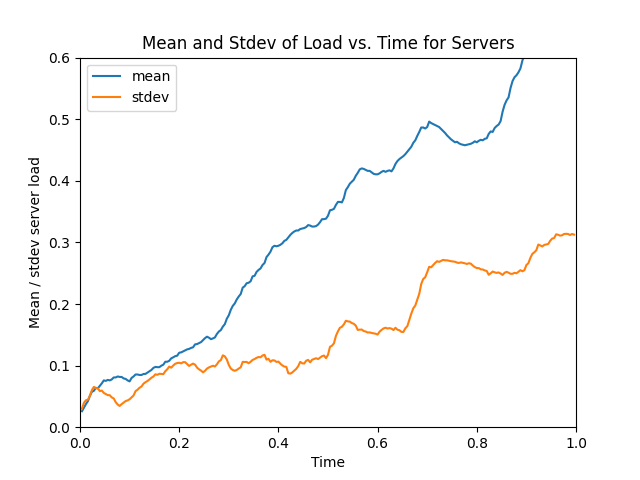 Mean and Stdev of Load vs. Time for Servers
mean
stdev
Mean / stdev server load
0.6
0.5
0.4
0.3
0.2
0.1
0.0
0.0 0.2 0.4 0.6 0.8 1.0
Time